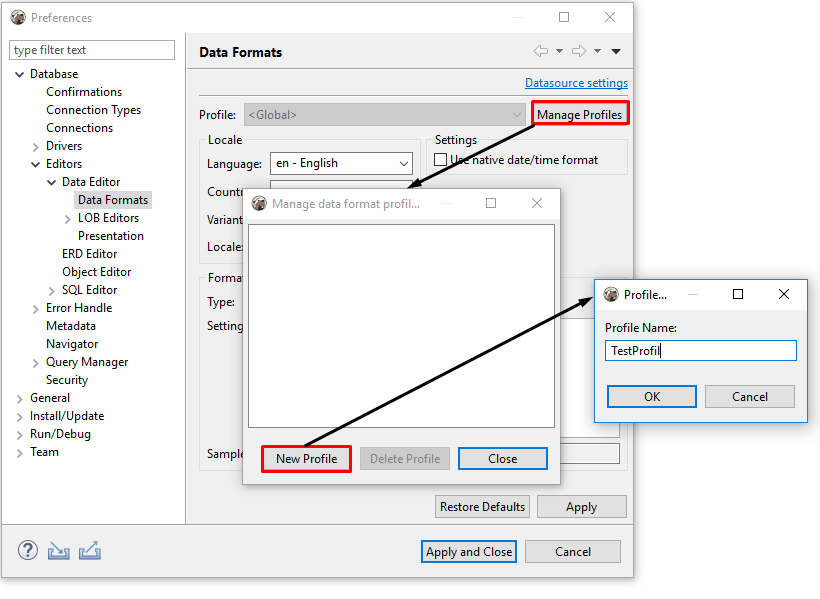 Preferences
type filter text
Database
Confirmations
Connection Types
Connections
Drivers
Editors
Data Editor
Data Formats
LOB Editors
Presentation
ERD Editor
Object Editor
SQL Editor
Error Handle
Metadata
Navigator
Query Manager
Security
General
Install/Update
Run/Debug
Team
Data Formats
Datasource settings
Profile: <Global> Manage Profiles
Locale
Language: en - English
Countr
Variant
Locale:
Settings
Use native date/time format
Forma
Type:
Setting
Sample
Manage data format profil...
New Profile Delete Profile Close
Profile...
Profile Name:
TestProfil
OK Cancel
Restore Defaults Apply
? Apply and Close Cancel